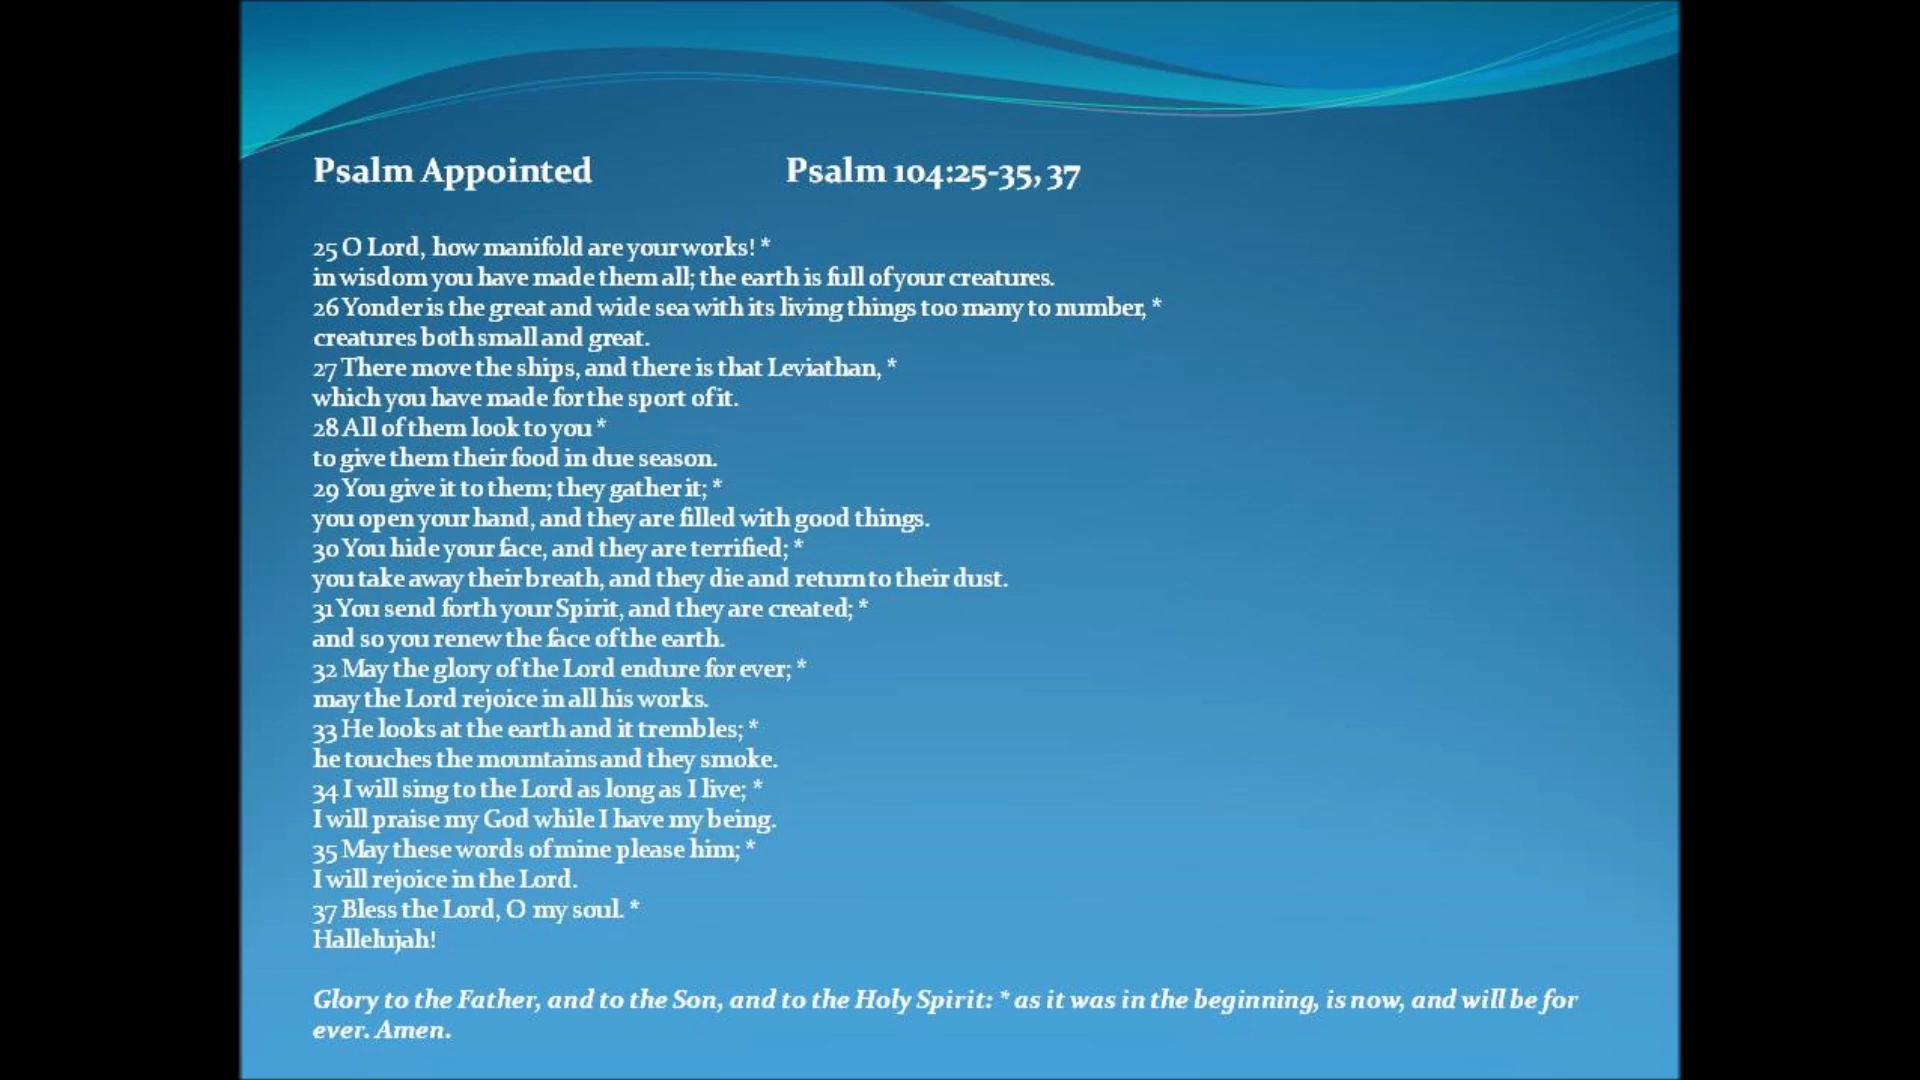 Psalm Appointed Psalm 104:25-35, 37
25 O Lord, how manifold are your works! *
in wisdom you have made them all; the earth is full of your creatures.
26 Yonder is the great and wide sea with its living things too many to number, *
creatures both small and great.
27 There move the ships, and there is that Leviathan, *
which you have made for the sport of it.
28 All of them look to you *
to give them their food in due season.
29 You give it to them; they gather it; *
you open your hand, and they are filled with good things.
30 You hide your face, and they are terrified; *
you take away their breath, and they die and return to their dust.
31 You send forth your Spirit, and they are created; *
and so you renew the face of the earth.
32 May the glory of the Lord endure for ever; *
may the Lord rejoice in all his works.
33 He looks at the earth and it trembles; *
he touches the mountains and they smoke.
34 I will sing to the Lord as long as I live; *
I will praise my God while I have my being.
35 May these words of mine please him; *
I will rejoice in the Lord.
37 Bless the Lord, O my soul. *
Hallelujah!
Glory to the Father, and to the Son, and to the Holy Spirit: * as it was in the beginning, is now, and will be for
ever. Amen.